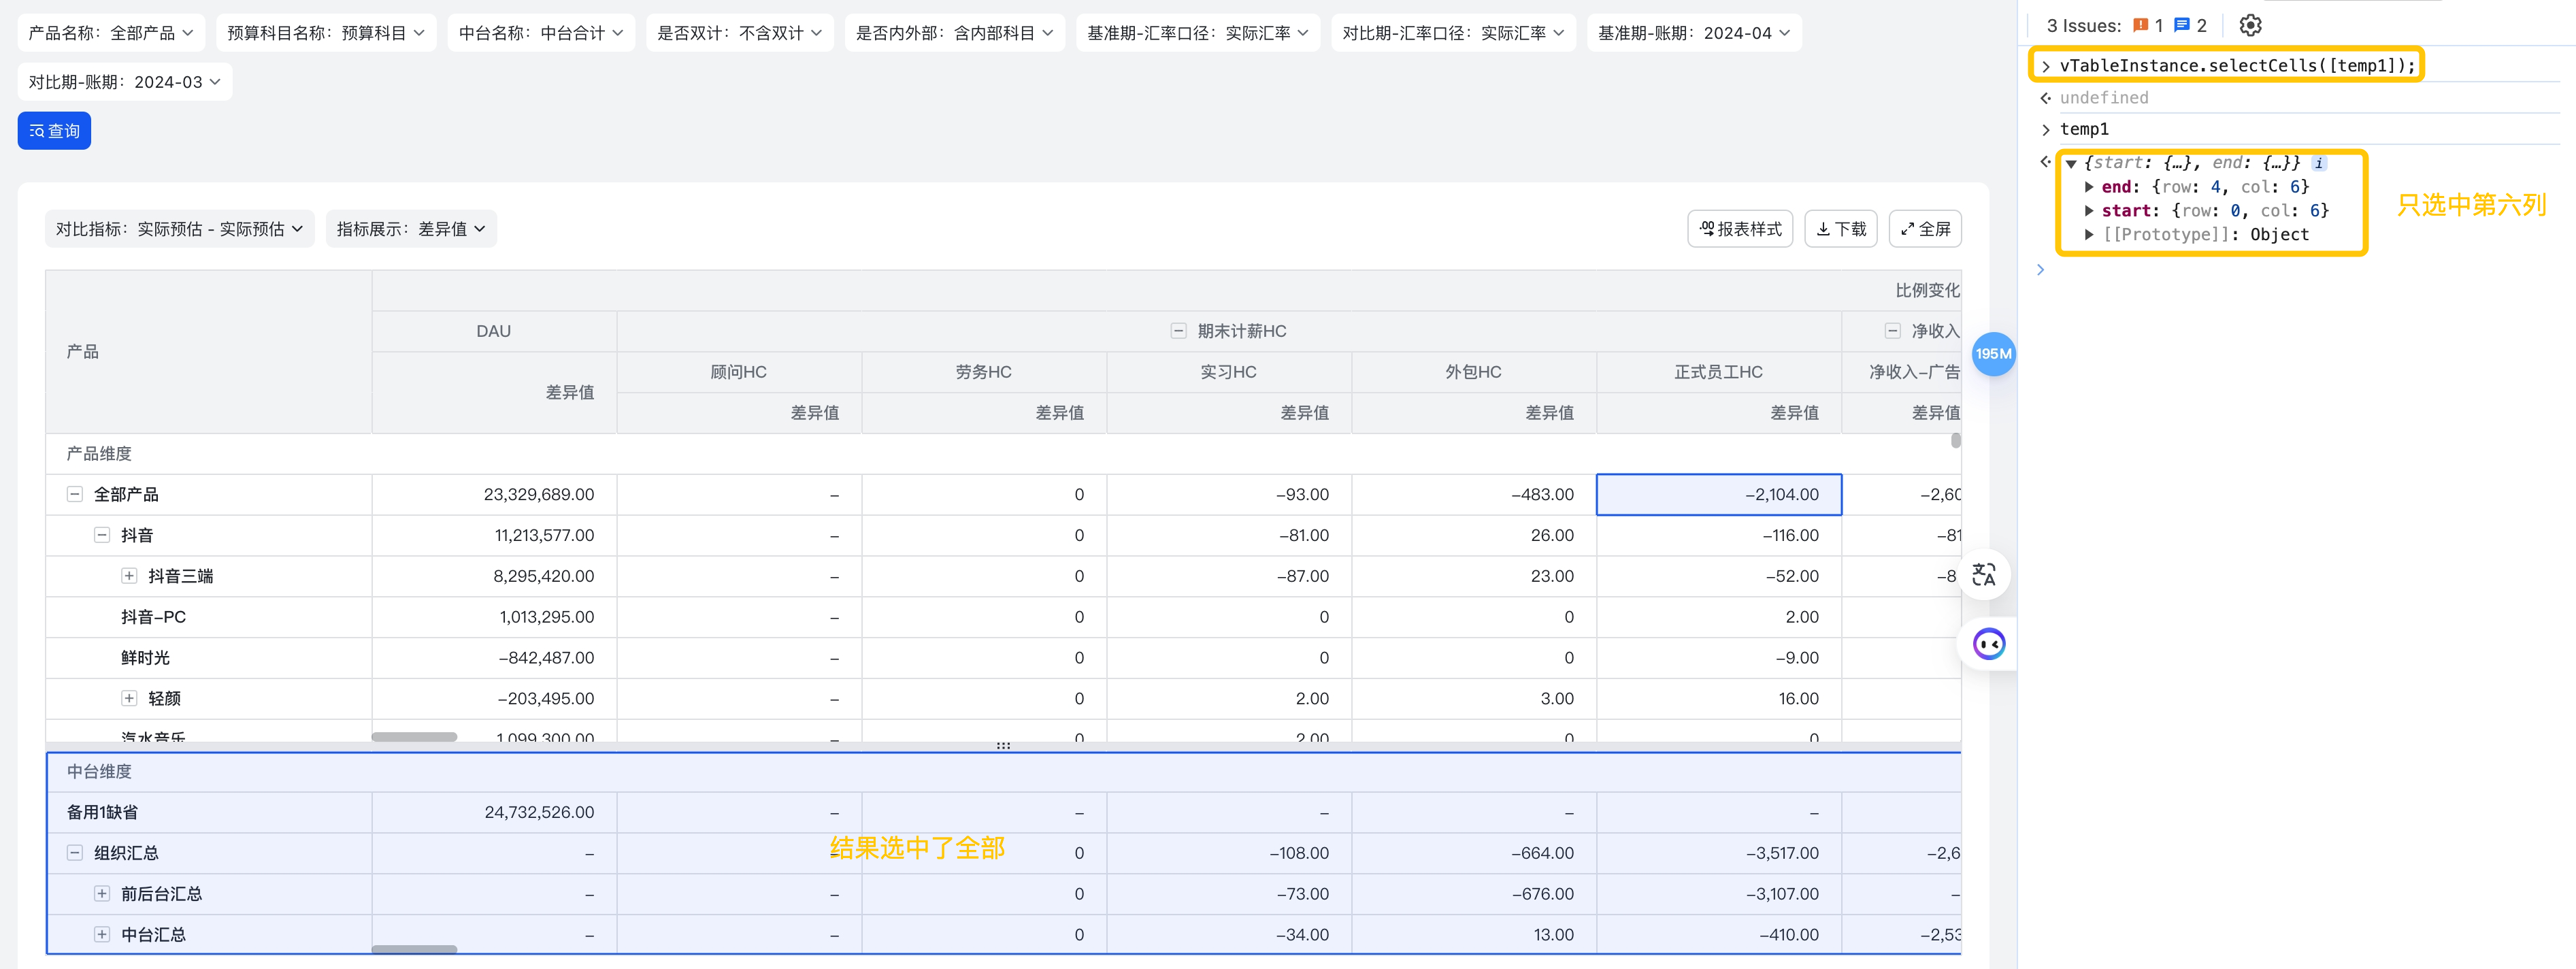 产品名称：全部产品 预算科目名称：预算科目 中台名称：中台合计 是否双计：不含双计 是否内外部：含内部科目 基准期-汇率口径：实际汇率 对比期-汇率口径：实际汇率 基准期-账期：2024-04
对比期-账期：2024-03
查询
对比指标：实际预估 - 实际预估 指标展示：差异值 报表样式 下载 全屏
产品 比例变化
DAU 期末计薪HC 净收入
顾问HC 劳务HC 实习HC 外包HC 正式员工HC 净收入-广告
差异值 差异值 差异值 差异值 差异值 差异值 差异值
产品维度
全部产品 23,329,689.00 – 0 –93.00 –483.00 –2,104.00 –2,60
抖音 11,213,577.00 – 0 –81.00 26.00 –116.00 –81
抖音三端 8,295,420.00 – 0 –87.00 23.00 –52.00 –8
抖音–PC 1,013,295.00 – 0 0 0 2.00
鲜时光 –842,487.00 – 0 0 0 –9.00
轻颜 –203,495.00 – 0 2.00 3.00 16.00
汽水音乐 1,099,300.00 – 0 2.00 0 0
中台维度
备用1缺省 24,732,526.00 – – – – –
组织汇总 – – 0 –108.00 –664.00 –3,517.00 –2,6
前后台汇总 – – 0 –73.00 –676.00 –3,107.00 –
中台汇总 – – 0 –34.00 13.00 –410.00 –2,53
结果选中了全部
195M
文A
3 Issues: 1 2
> vTableInstance.selectCells([temp1]);
undefined
> temp1
▼ {start: {…}, end: {…}} i
▶ end: {row: 4, col: 6}
▶ start: {row: 0, col: 6}
▶ [[Prototype]]: Object
>
只选中第六列